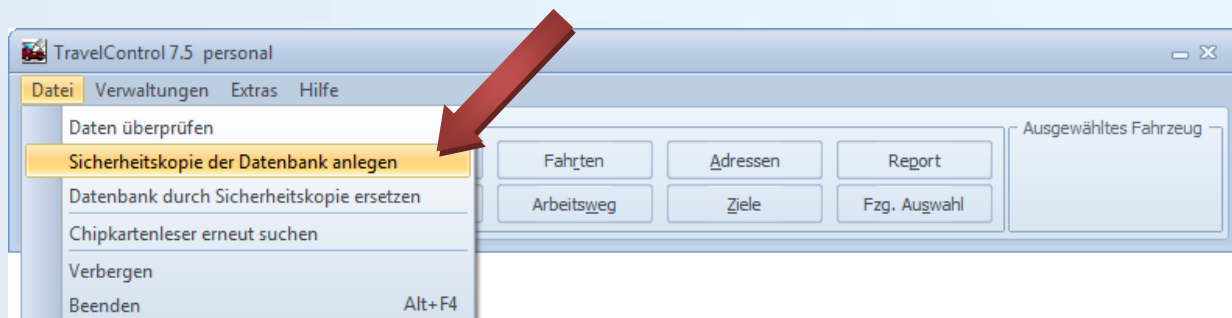 TravelControl 7.5 personal
Datei Verwaltungen Extras Hilfe
Daten überprüfen
Sicherheitskopie der Datenbank anlegen
Datenbank durch Sicherheitskopie ersetzen
Chipkartenleser erneut suchen
Verbergen
Beenden Alt+F4
Fahrten Adressen Report
Arbeitsweg Ziele Fzg. Auswahl
Ausgewähltes Fahrzeug